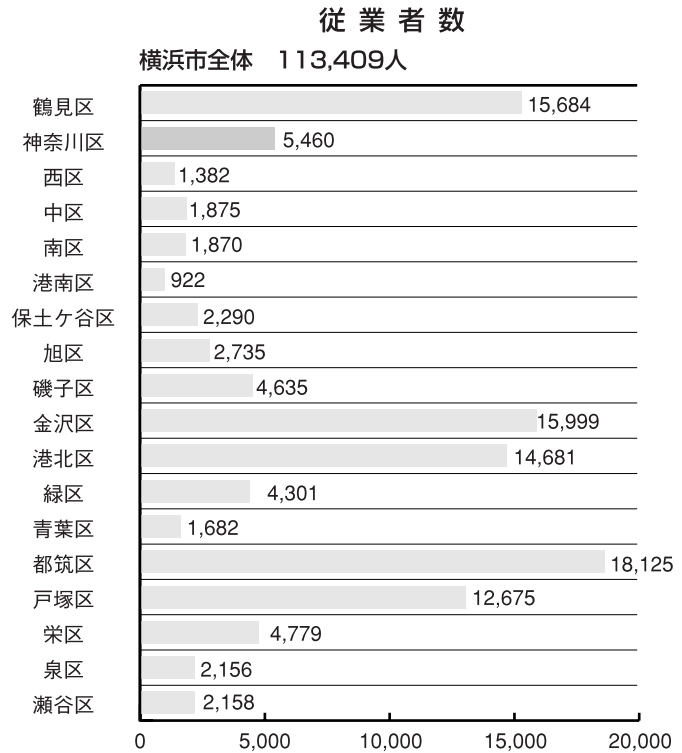 従業者数
横浜市全体　113,409人
鶴見区 15,684
神奈川区 5,460
西区 1,382
中区 1,875
南区 1,870
港南区 922
保土ケ谷区 2,290
旭区 2,735
磯子区 4,635
金沢区 15,999
港北区 14,681
緑区 4,301
青葉区 1,682
都筑区 18,125
戸塚区 12,675
栄区 4,779
泉区 2,156
瀬谷区 2,158
0 5,000 10,000 15,000 20,000